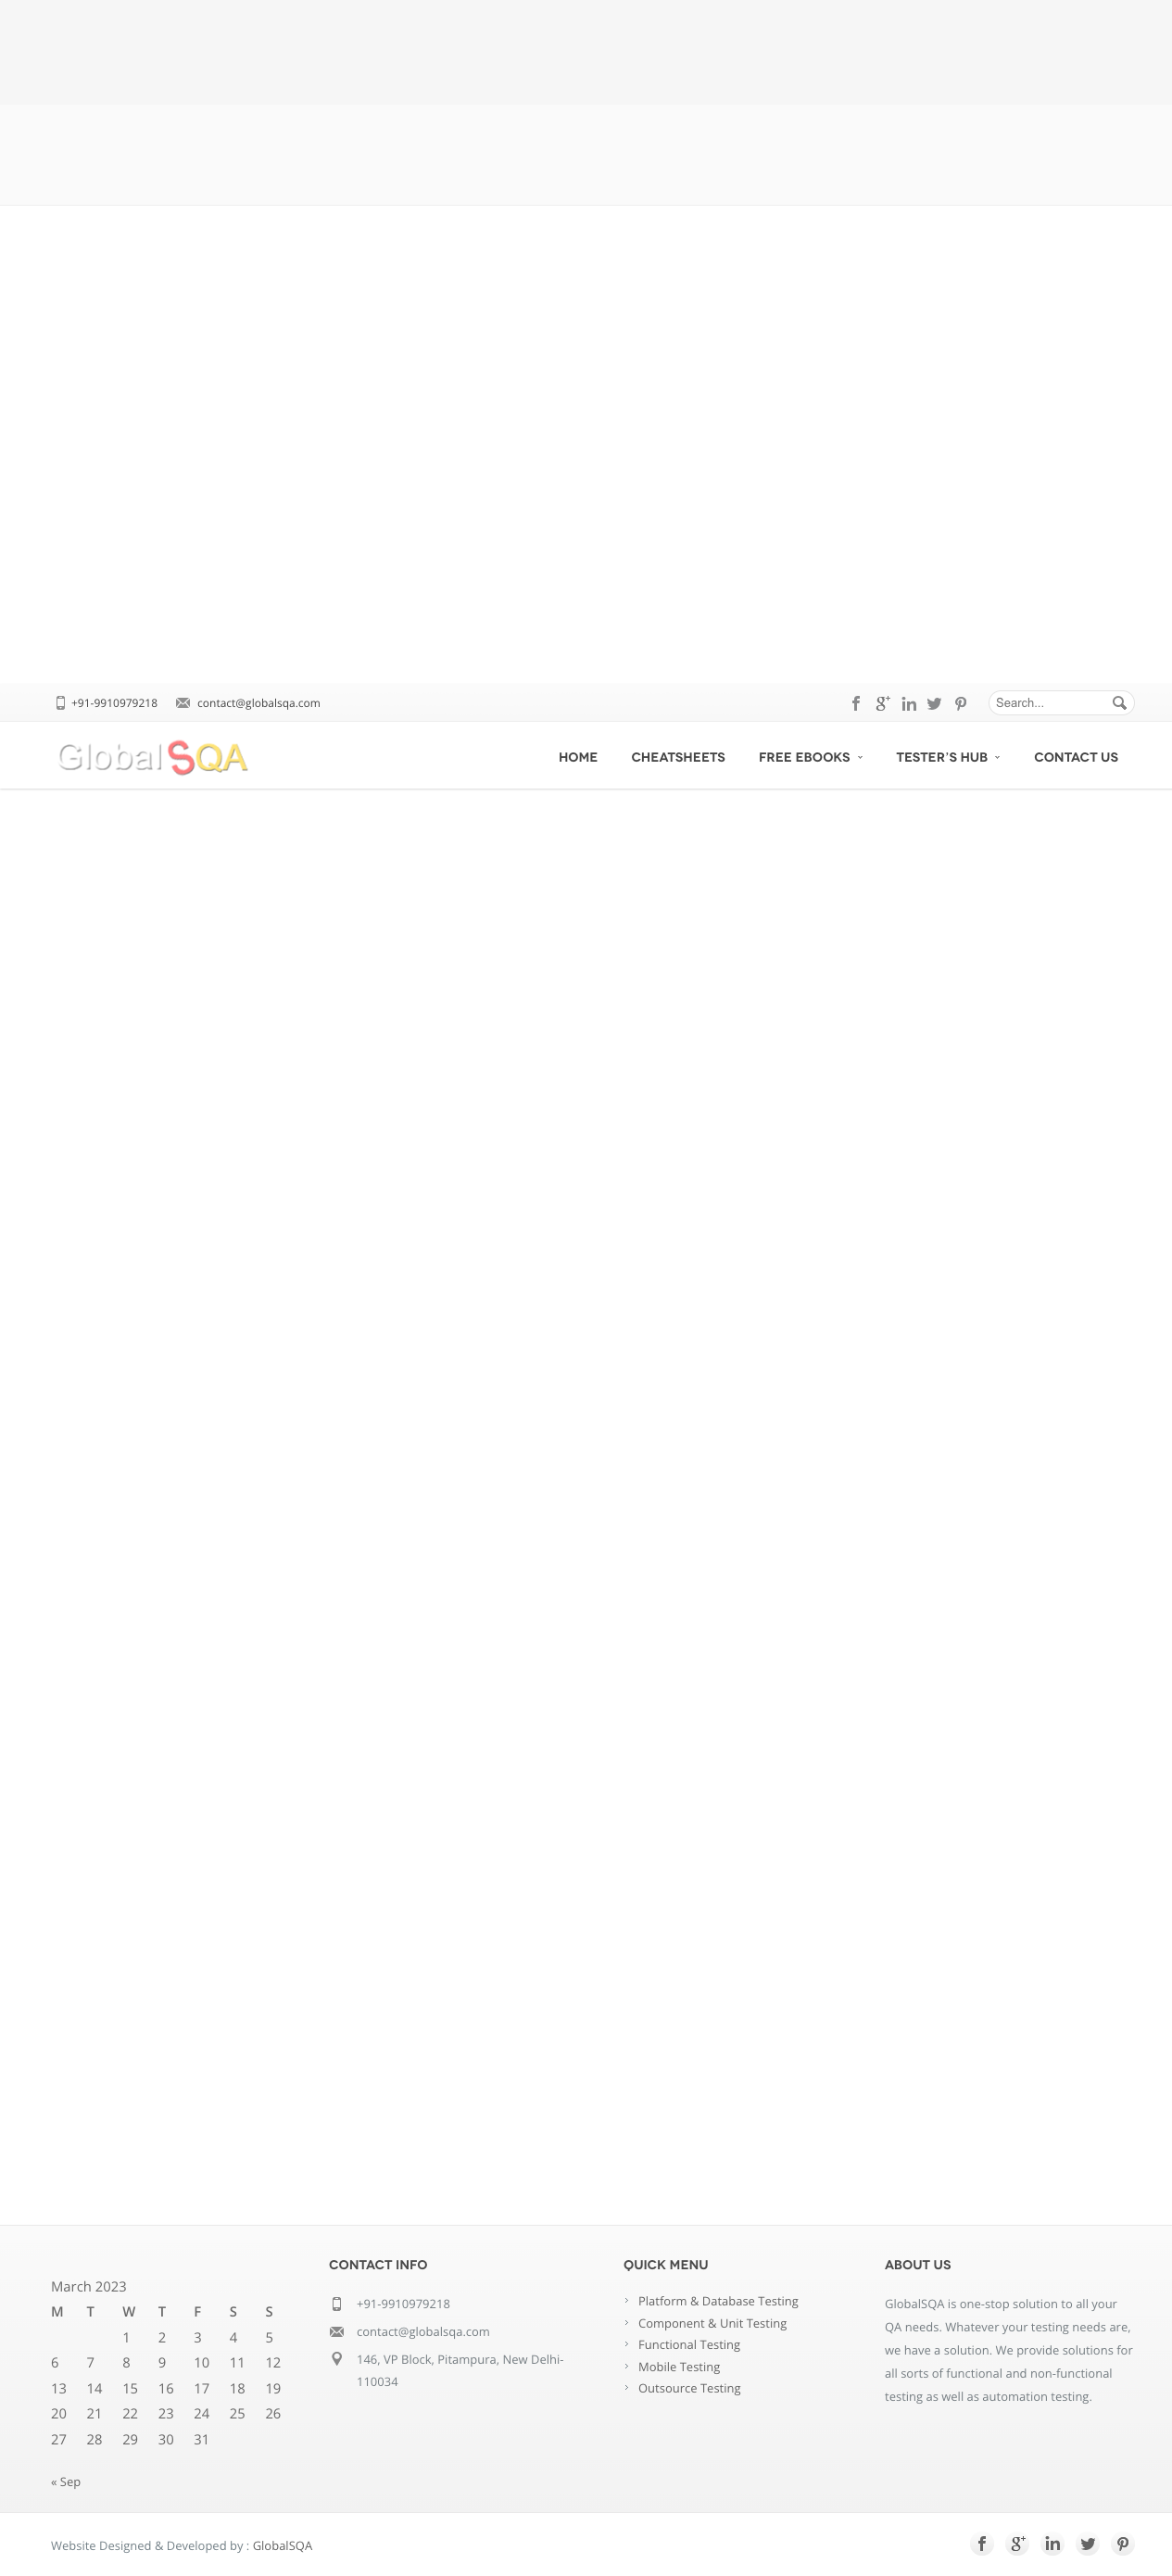 +91-9910979218 contact@globalsqa.com Search...
GlobalSQA HOME CHEATSHEETS FREE EBOOKS TESTER'S HUB CONTACT US
March 2023
M T W T F S S
1 2 3 4 5
6 7 8 9 10 11 12
13 14 15 16 17 18 19
20 21 22 23 24 25 26
27 28 29 30 31
« Sep
CONTACT INFO
+91-9910979218
contact@globalsqa.com
146, VP Block, Pitampura, New Delhi-
110034
QUICK MENU
Platform & Database Testing
Component & Unit Testing
Functional Testing
Mobile Testing
Outsource Testing
ABOUT US
GlobalSQA is one-stop solution to all your
QA needs. Whatever your testing needs are,
we have a solution. We provide solutions for
all sorts of functional and non-functional
testing as well as automation testing.
Website Designed & Developed by : GlobalSQA